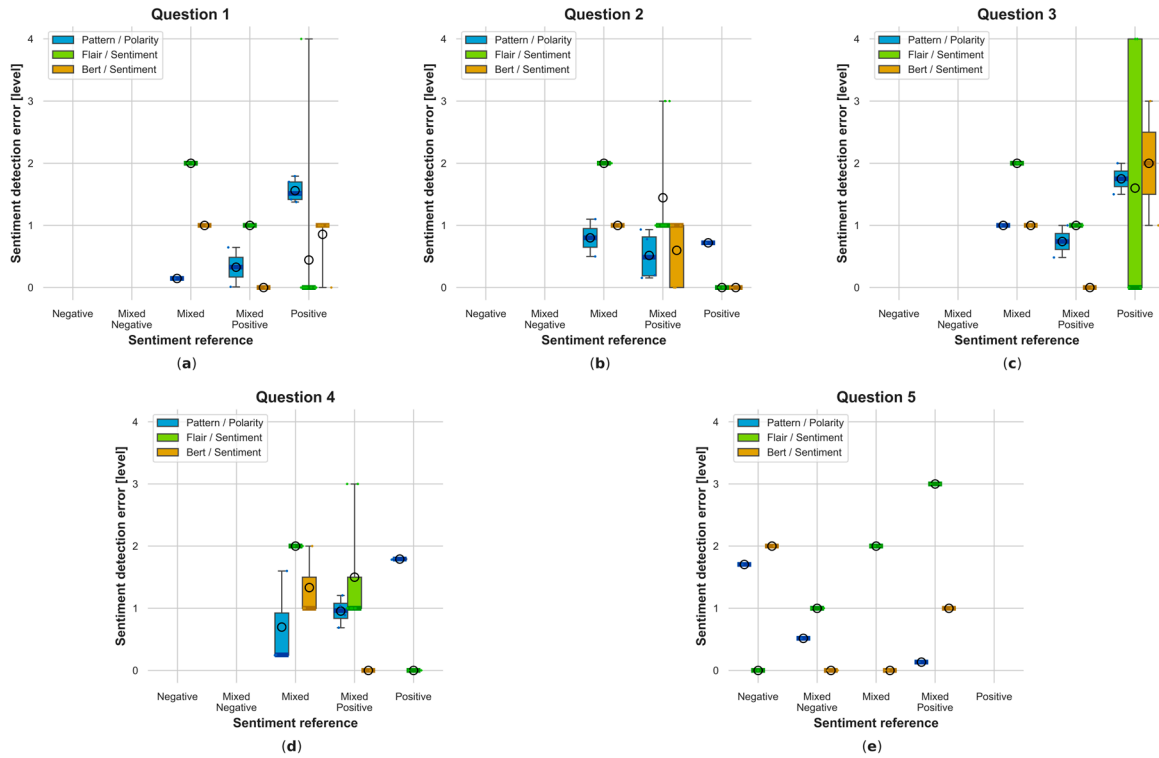 Question 1
Sentiment detection error [level]
4
3
2
1
0
Pattern / Polarity
Flair / Sentiment
Bert / Sentiment
Negative
Mixed
Negative
Mixed
Mixed
Positive
Positive
Sentiment reference
(a)
Question 2
Sentiment detection error [level]
4
3
2
1
0
Pattern / Polarity
Flair / Sentiment
Bert / Sentiment
Negative
Mixed
Negative
Mixed
Mixed
Positive
Positive
Sentiment reference
(b)
Question 3
Sentiment detection error [level]
4
3
2
1
0
Pattern / Polarity
Flair / Sentiment
Bert / Sentiment
Negative
Mixed
Negative
Mixed
Mixed
Positive
Positive
Sentiment reference
(c)
Question 4
Sentiment detection error [level]
4
3
2
1
0
Pattern / Polarity
Flair / Sentiment
Bert / Sentiment
Negative
Mixed
Negative
Mixed
Mixed
Positive
Positive
Sentiment reference
(d)
Question 5
Sentiment detection error [level]
4
3
2
1
0
Pattern / Polarity
Flair / Sentiment
Bert / Sentiment
Negative
Mixed
Negative
Mixed
Mixed
Positive
Positive
Sentiment reference
(e)